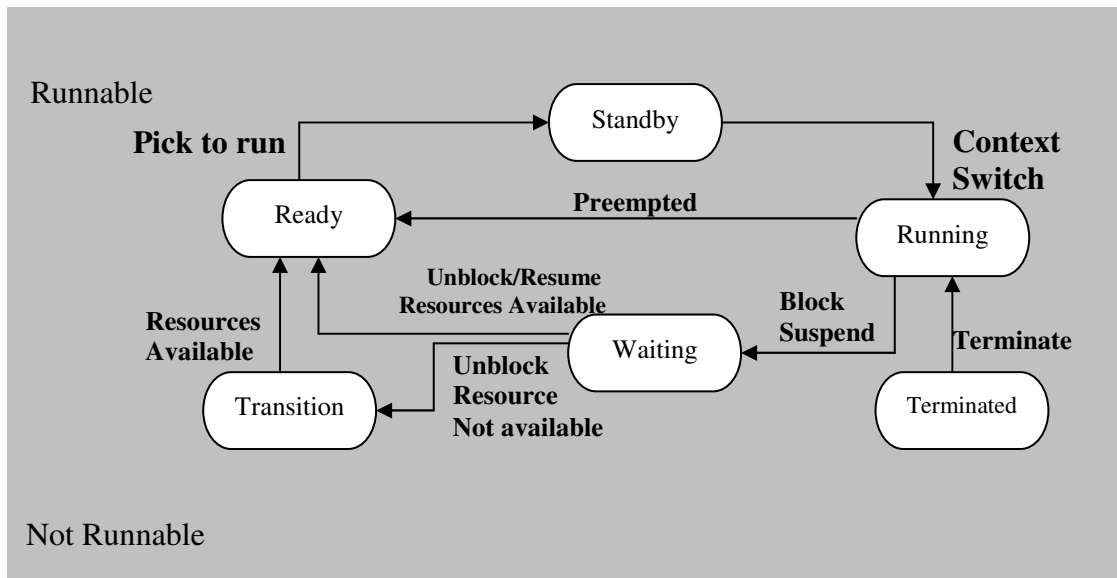 Runnable
Standby
Pick to run
Context
Switch
Ready
Preempted
Running
Unblock/Resume
Resources Available
Block
Suspend
Resources
Available
Waiting
Terminate
Unblock
Resource
Not available
Transition
Terminated
Not Runnable